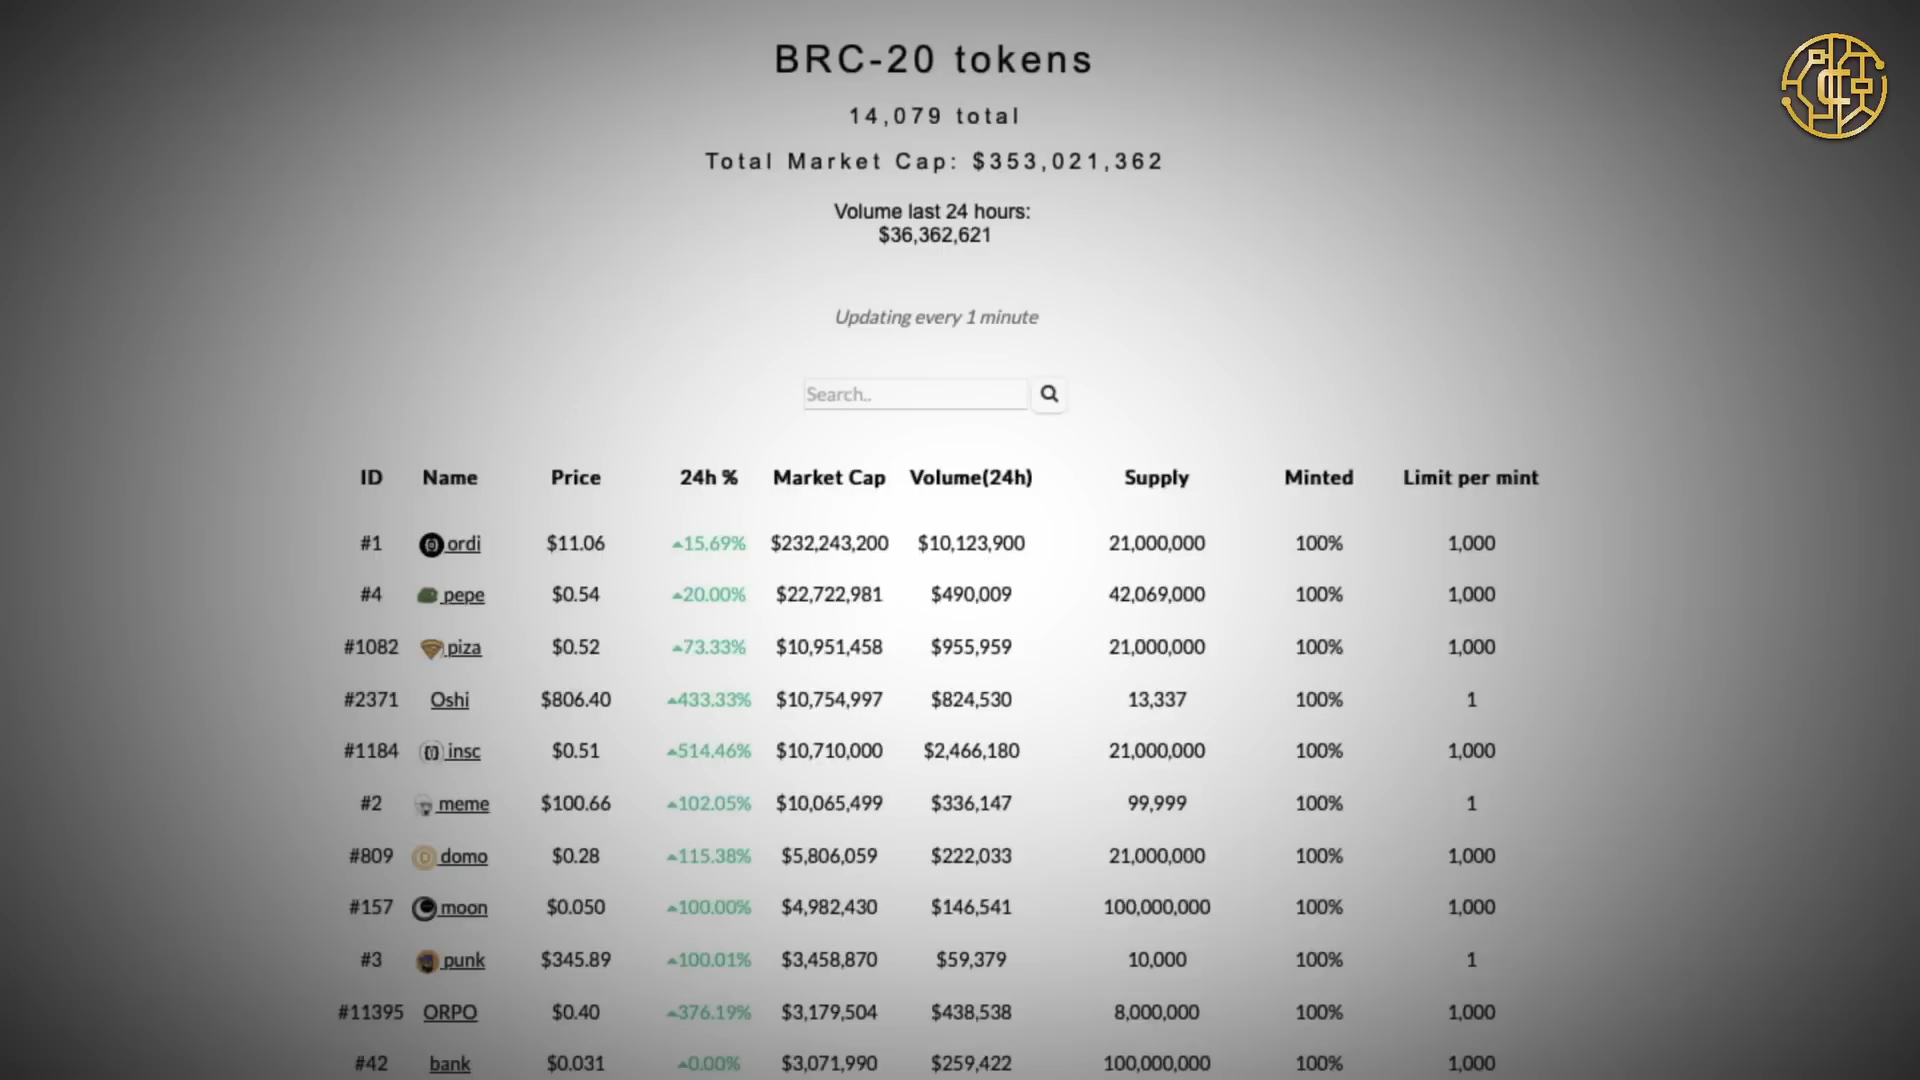 BRC-20 tokens
14,079 total
Total Market Cap: $353,021,362
Volume last 24 hours:
$36,362,621
Updating every 1 minute
Search..
ID Name Price 24h % Market Cap Volume(24h) Supply Minted Limit per mint
#1 ordi $11.06 15.69% $232,243,200 $10,123,900 21,000,000 100% 1,000
#4 pepe $0.54 20.00% $22,722,981 $490,009 42,069,000 100% 1,000
#1082 piza $0.52 73.33% $10,951,458 $955,959 21,000,000 100% 1,000
#2371 Oshi $806.40 433.33% $10,754,997 $824,530 13,337 100% 1
#1184 insc $0.51 514.46% $10,710,000 $2,466,180 21,000,000 100% 1,000
#2 meme $100.66 102.05% $10,065,499 $336,147 99,999 100% 1
#809 domo $0.28 115.38% $5,806,059 $222,033 21,000,000 100% 1,000
#157 moon $0.050 100.00% $4,982,430 $146,541 100,000,000 100% 1,000
#3 punk $345.89 100.01% $3,458,870 $59,379 10,000 100% 1
#11395 ORPO $0.40 376.19% $3,179,504 $438,538 8,000,000 100% 1,000
#42 bank $0.031 0.00% $3,071,990 $259,422 100,000,000 100% 1,000